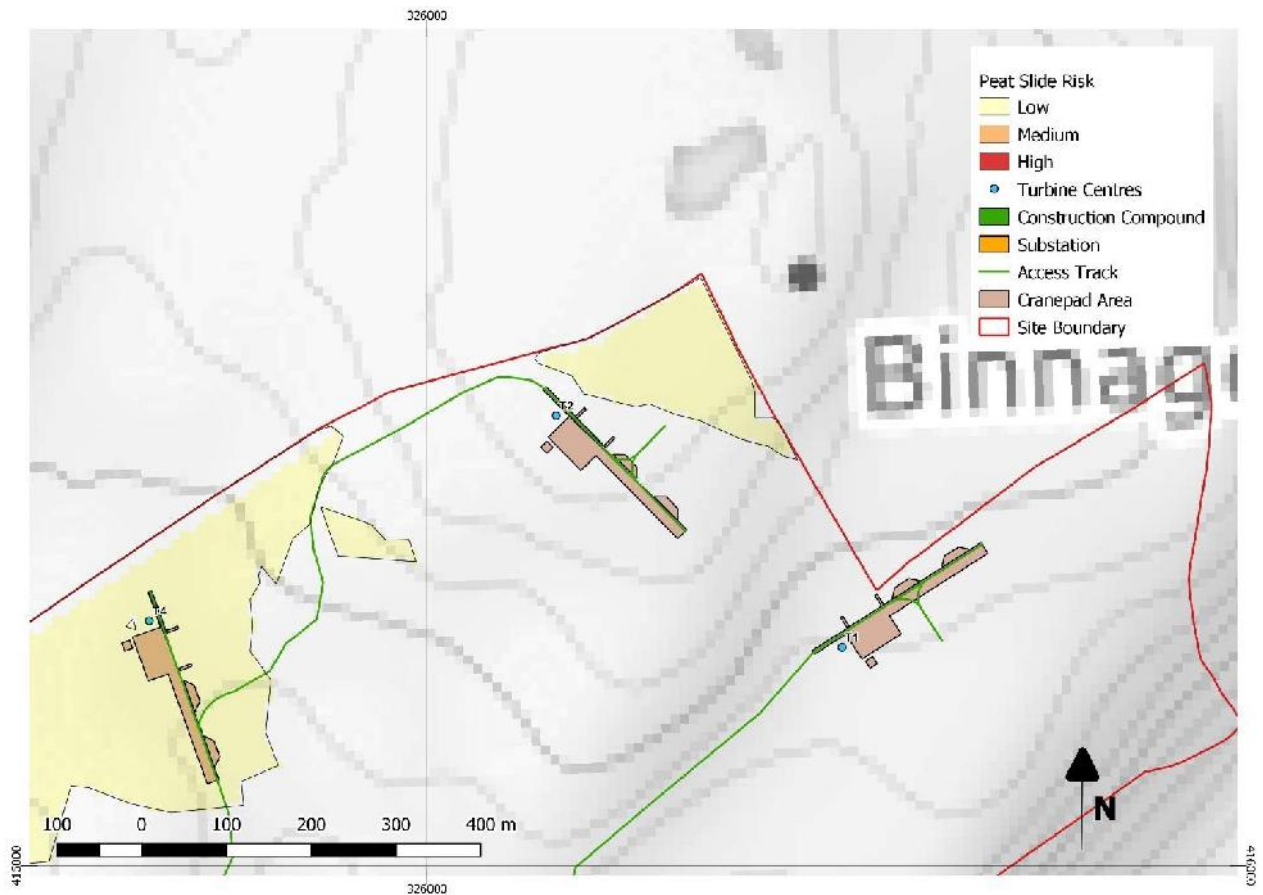 326000
Peat Slide Risk
Low
Medium
High
Turbine Centres
Construction Compound
Substation
Access Track
Cranepad Area
Site Boundary
Binnag
T2
T4
T1
N
100 0 100 200 300 400 m
416000
326000
416000